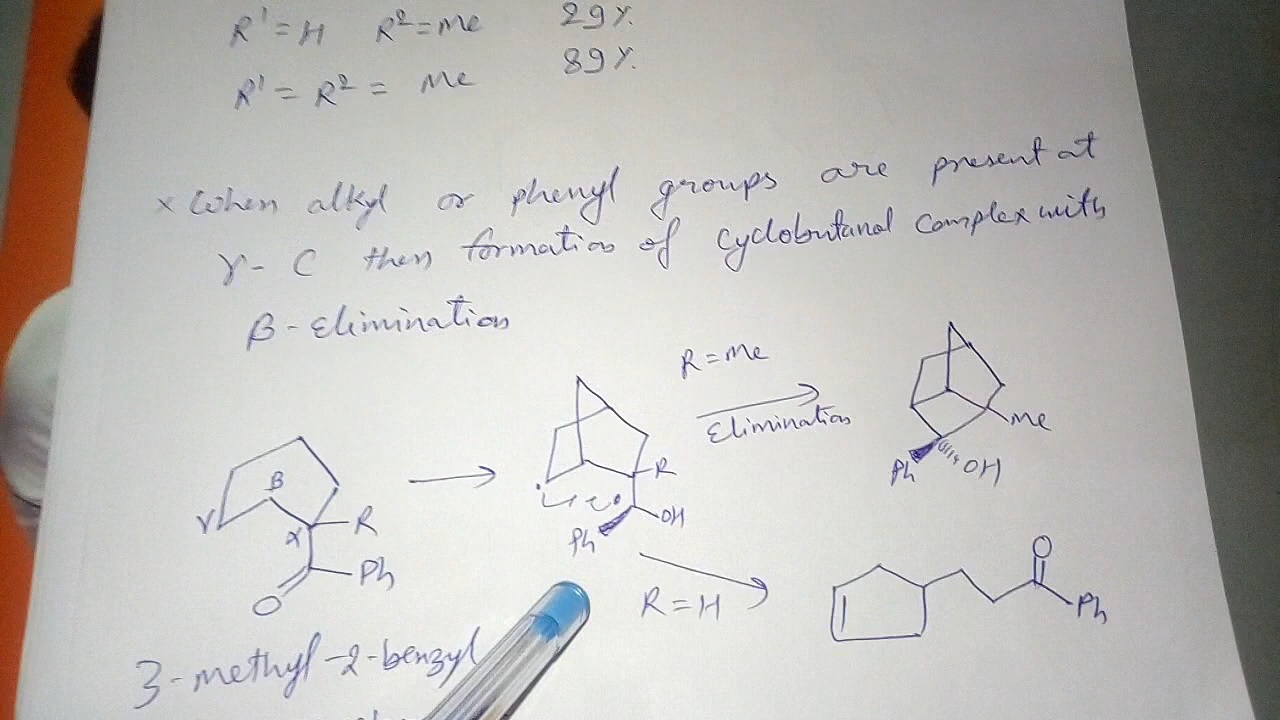 R¹ = H R² = Me 29%
R¹ = R² = Me 89%
× When alkyl or phenyl groups are present at
γ - C then formation of cyclobutanol complex with
β - Elimination
R = Me
Elimination
Me
Ph OH
β
γ
α
R
Ph
O
R
OH
Ph
R = H
O
Ph
3-methyl-2-benzyl